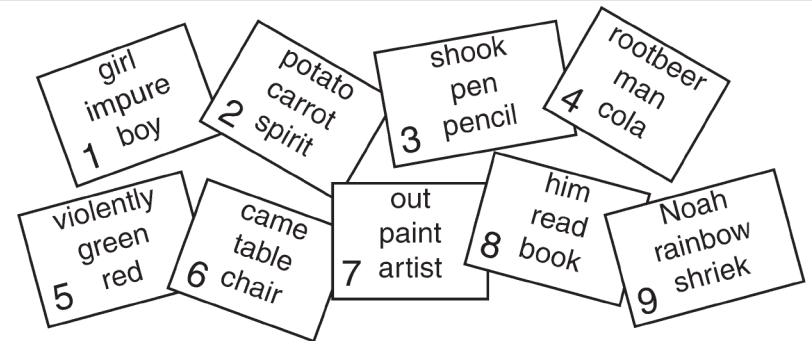 girl
impure
1 boy
potato
carrot
2 spirit
shook
pen
3 pencil
rootbeer
man
4 cola
violently
green
5 red
came
table
6 chair
out
paint
7 artist
him
read
8 book
Noah
rainbow
9 shriek